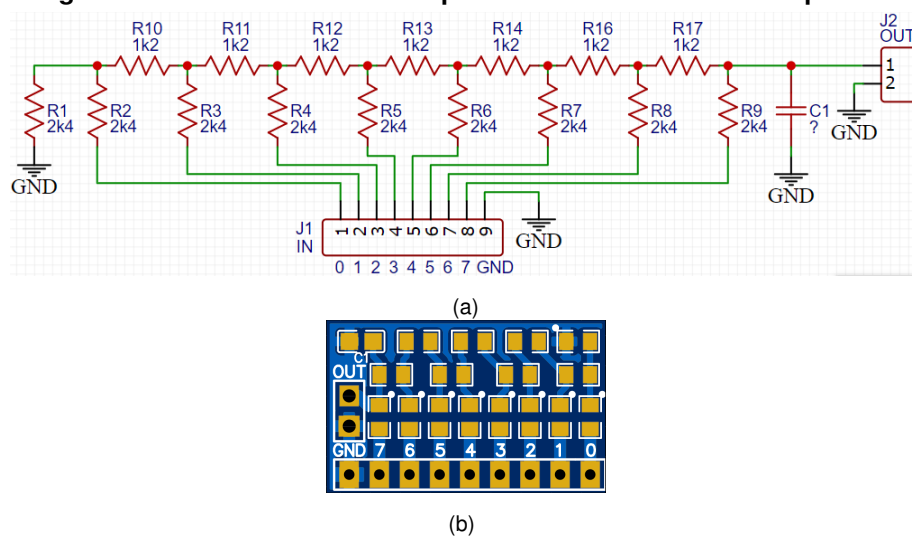 R10 R11 R12 R13 R14 R16 R17
1k2 1k2 1k2 1k2 1k2 1k2 1k2
J2
OUT
1
2
R1 R2 R3 R4 R5 R6 R7 R8 R9 C1
2k4 2k4 2k4 2k4 2k4 2k4 2k4 2k4 2k4 ?
GND
GND
GND
GND
J1
IN
1 2 3 4 5 6 7 8 9
0 1 2 3 4 5 6 7 GND
(a)
C1
OUT
GND 7 6 5 4 3 2 1 0
(b)